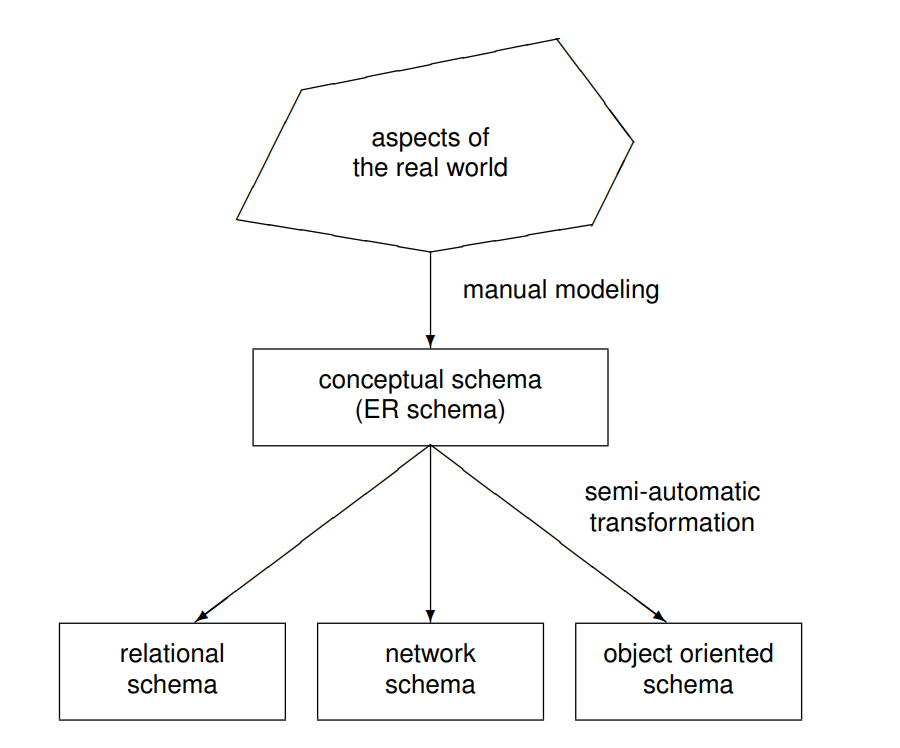 aspects of
the real world
manual modeling
conceptual schema
(ER schema)
semi-automatic
transformation
relational
schema
network
schema
object oriented
schema